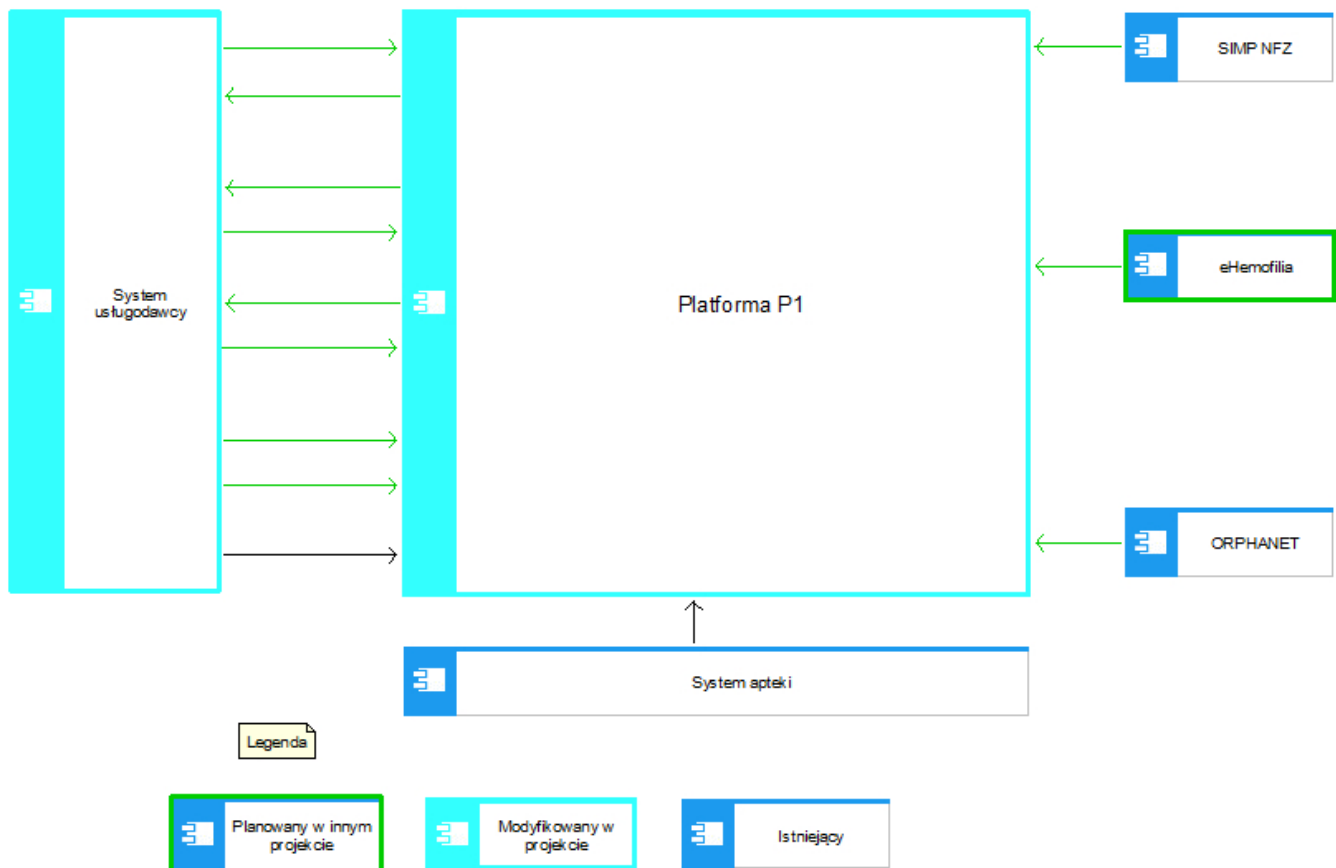 SIMP NFZ
System
usługodawcy
Platforma P1
eHemofilia
ORPHANET
System apteki
Legenda
Planowany w innym
projekcie
Modyfikowany w
projekcie
Istniejący